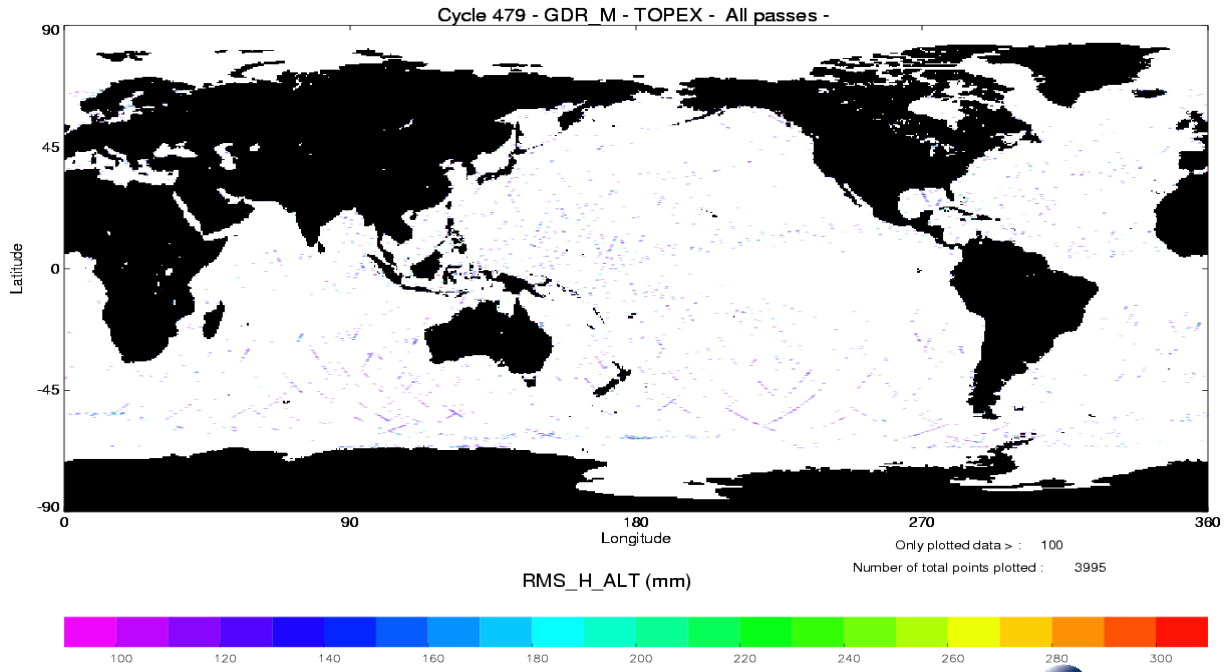 Cycle 479 - GDR_M - TOPEX - All passes -
90
45
0
-45
-90
Latitude
0 90 180 270 360
Longitude
Only plotted data > : 100
Number of total points plotted : 3995
RMS_H_ALT (mm)
100 120 140 160 180 200 220 240 260 280 300